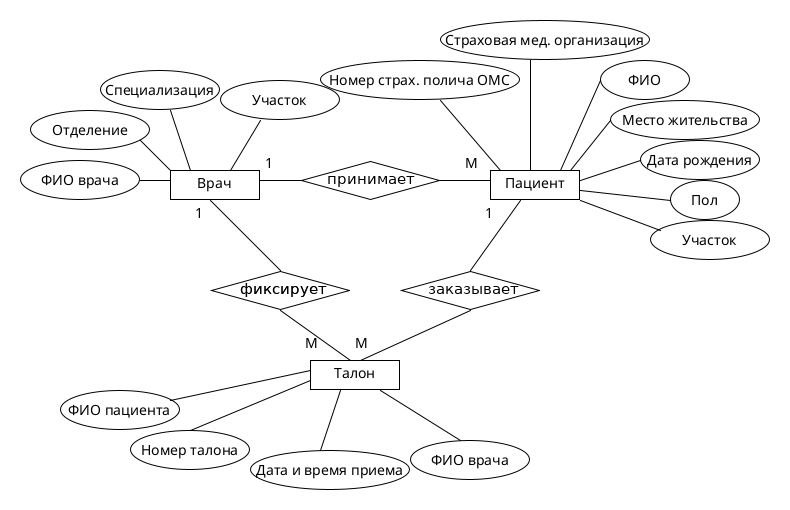 Страховая мед. организация
Номер страх. полича ОМС
ФИО
Специализация
Участок
Место жительства
Отделение
Дата рождения
ФИО врача
Врач
1
принимает
М
Пациент
Пол
1
1
Участок
фиксирует
заказывает
М
М
Талон
ФИО пациента
Номер талона
Дата и время приема
ФИО врача